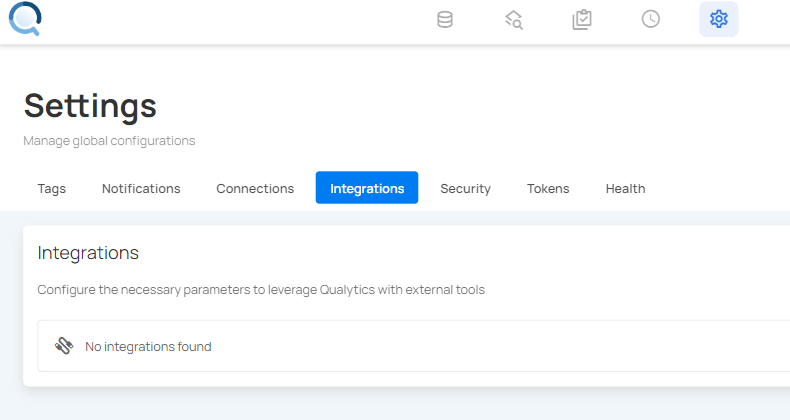 Settings
Manage global configurations
Tags Notifications Connections Integrations Security Tokens Health
Integrations
Configure the necessary parameters to leverage Qualytics with external tools
No integrations found